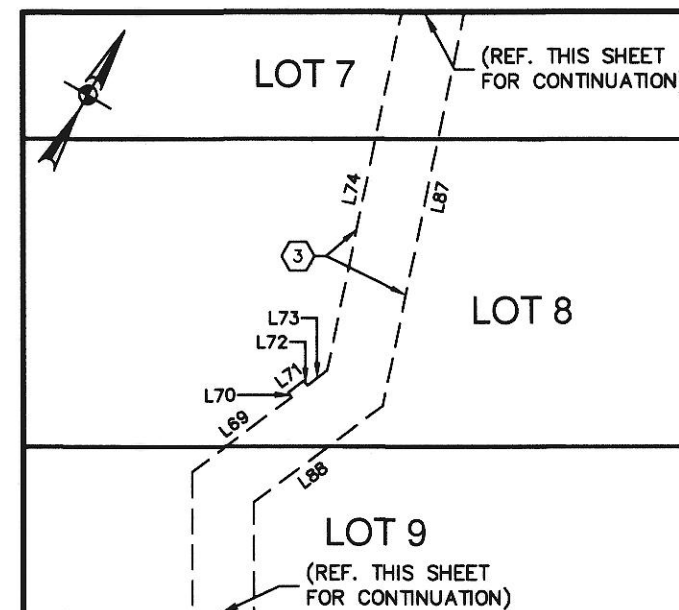 LOT 7
(REF. THIS SHEET
FOR CONTINUATION
L74
L87
3
LOT 8
L73
L72
L71
L70
L69
L88
LOT 9
(REF. THIS SHEET
FOR CONTINUATION)